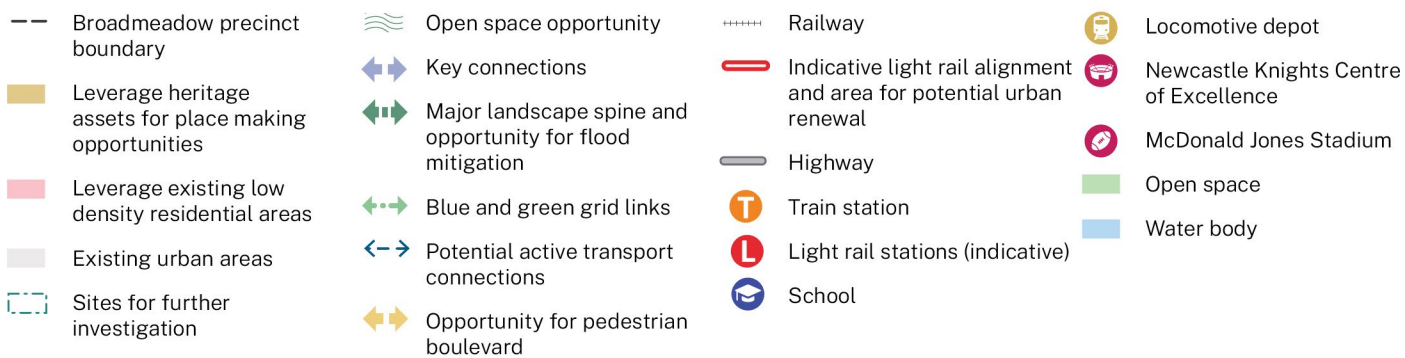 Broadmeadow precinct
boundary
Leverage heritage
assets for place making
opportunities
Leverage existing low
density residential areas
Existing urban areas
Sites for further
investigation
Open space opportunity
Key connections
Major landscape spine and
opportunity for flood
mitigation
Blue and green grid links
Potential active transport
connections
Opportunity for pedestrian
boulevard
Railway
Indicative light rail alignment
and area for potential urban
renewal
Highway
T Train station
L Light rail stations (indicative)
School
Locomotive depot
Newcastle Knights Centre
of Excellence
McDonald Jones Stadium
Open space
Water body